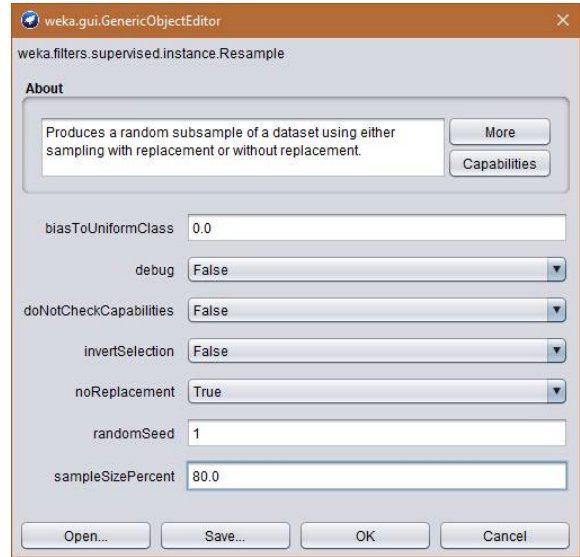 weka.gui.GenericObjectEditor
weka.filters.supervised.instance.Resample
About
Produces a random subsample of a dataset using either
sampling with replacement or without replacement.
More
Capabilities
biasToUniformClass 0.0
debug False
doNotCheckCapabilities False
invertSelection False
noReplacement True
randomSeed 1
sampleSizePercent 80.0
Open... Save... OK Cancel